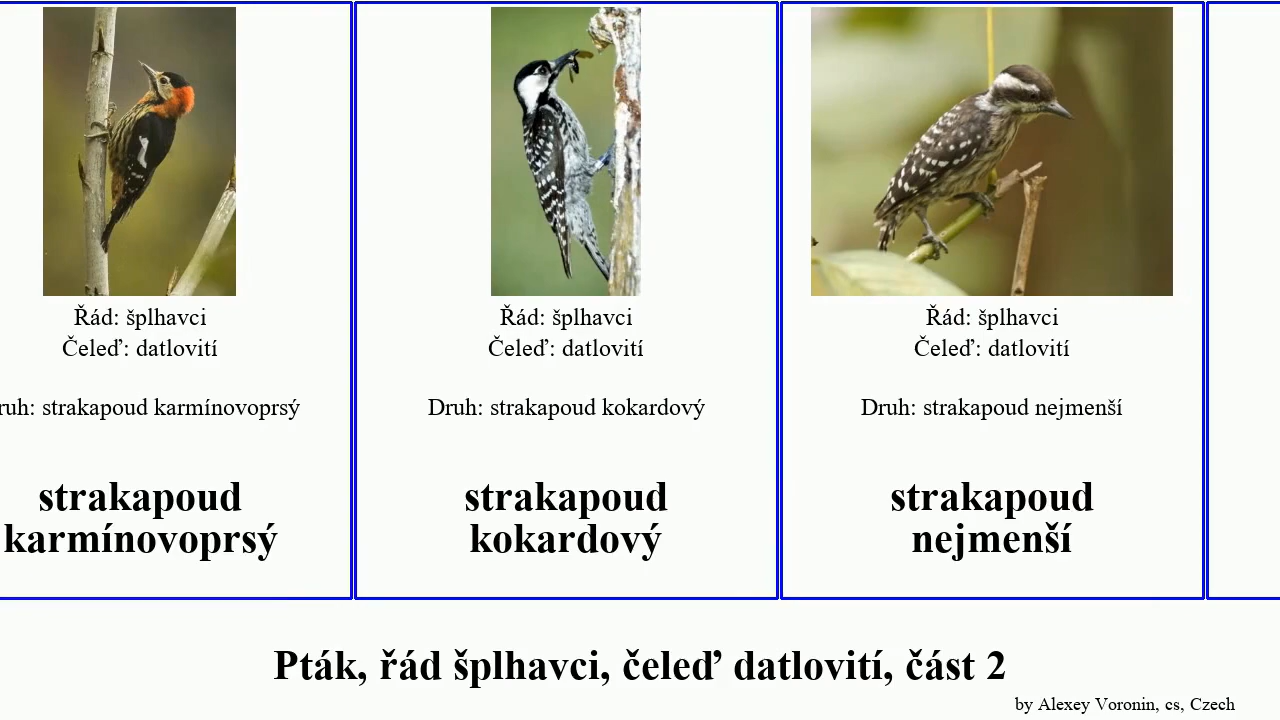 Řád: šplhavci
Čeleď: datlovití
ruh: strakapoud karmínovoprsý
strakapoud
karmínovoprsý
Řád: šplhavci
Čeleď: datlovití
Druh: strakapoud kokardový
strakapoud
kokardový
Řád: šplhavci
Čeleď: datlovití
Druh: strakapoud nejmenší
strakapoud
nejmenší
Pták, řád šplhavci, čeleď datlovití, část 2
by Alexey Voronin, cs, Czech